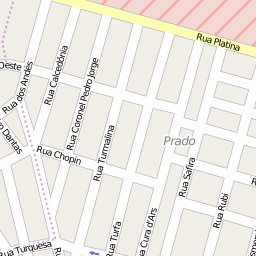 Rua Platina
Oeste
Rua Calcedônia
Rua Coronel Pedro Jorge
Rua dos Andes
Dantas
Prado
Rua Chopin
Rua Turmalina
Rua Safira
Rua Rubi
Rua Turfa
Rua Cura d'Ars
Rua Turquesa